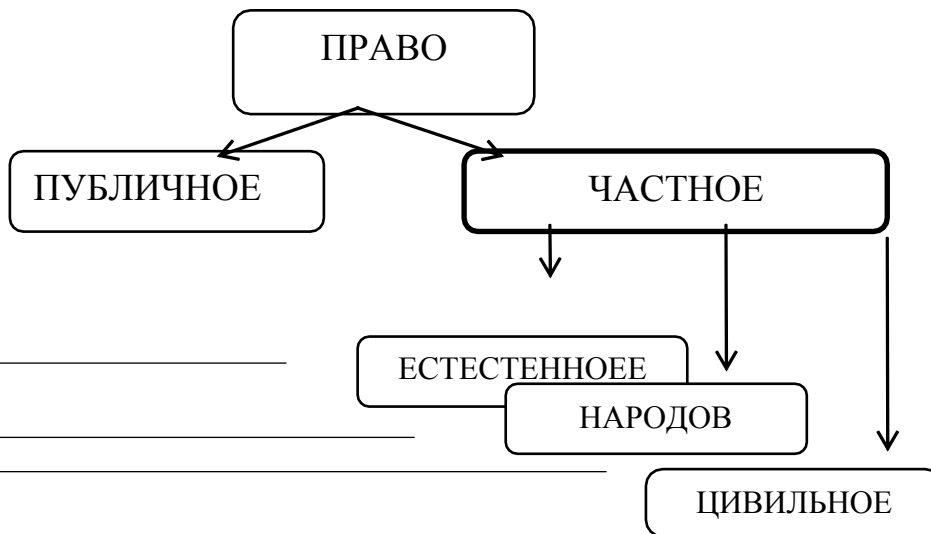 ПРАВО
ПУБЛИЧНОЕ
ЧАСТНОЕ
ЕСТЕСТЕННОЕЕ
НАРОДОВ
ЦИВИЛЬНОЕ